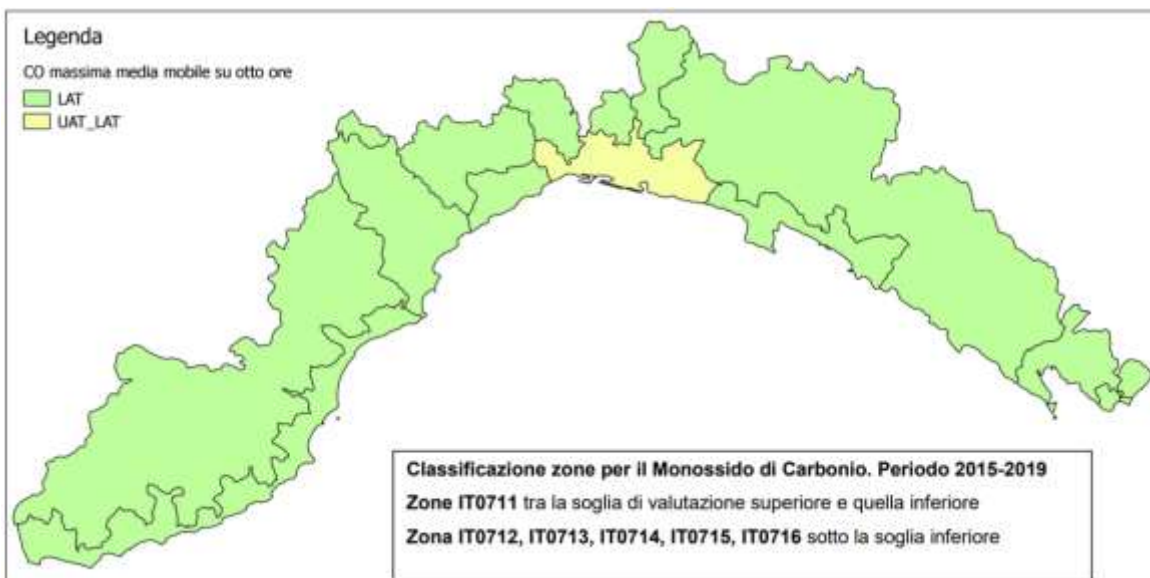 Legenda
CO massima media mobile su otto ore
LAT
UAT_LAT
Classificazione zone per il Monossido di Carbonio. Periodo 2015-2019
Zone IT0711 tra la soglia di valutazione superiore e quella inferiore
Zona IT0712, IT0713, IT0714, IT0715, IT0716 sotto la soglia inferiore